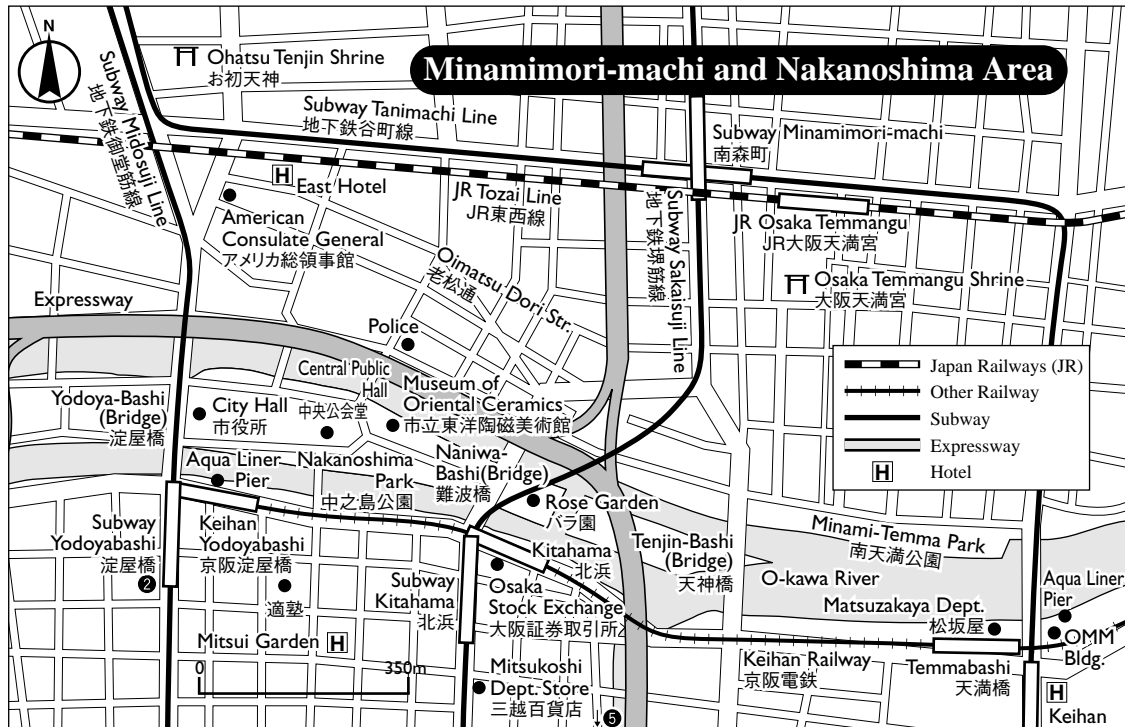 N
Minamimori-machi and Nakanoshima Area
Ohatsu Tenjin Shrine
お初天神
Subway Midosuji Line
地下鉄御堂筋線
Subway Tanimachi Line
地下鉄谷町線
Subway Minamimori-machi
南森町
H
East Hotel
JR Tozai Line
JR東西線
American
Consulate General
アメリカ総領事館
Subway Sakaisuji Line
地下鉄堺筋線
JR Osaka Temmangu
JR大阪天満宮
Oimatsu Dori Str.
老松通
Osaka Temmangu Shrine
大阪天満宮
Expressway
Police
Japan Railways (JR)
Other Railway
Subway
Expressway
H
Hotel
Central Public
Hall
中央公会堂
Museum of
Oriental Ceramics
市立東洋陶磁美術館
Yodoya-Bashi
(Bridge)
淀屋橋
City Hall
市役所
Aqua Liner
Pier
Nakanoshima
Park
中之島公園
Naniwa-
Bashi(Bridge)
難波橋
Rose Garden
バラ園
Subway
Yodoyabashi
淀屋橋
2
Keihan
Yodoyabashi
京阪淀屋橋
適塾
Subway
Kitahama
北浜
Kitahama
北浜
Osaka
Stock Exchange
大阪証券取引所
Tenjin-Bashi
(Bridge)
天神橋
Minami-Temma Park
南天満公園
O-kawa River
Aqua Liner
Pier
Matsuzakaya Dept.
松坂屋
OMM
Bldg.
Mitsui Garden H
0 350m
Mitsukoshi
Dept. Store
三越百貨店
5
Keihan Railway
京阪電鉄
Temmabashi
天満橋
H
Keihan